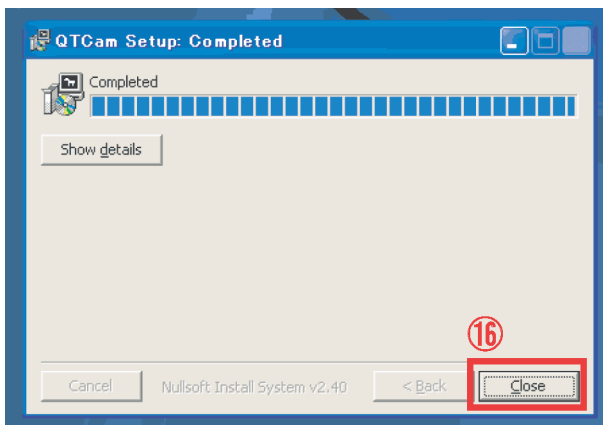 QTCam Setup: Completed
Completed
Show details
⑯
Cancel
Nullsoft Install System v2.40
< Back
Close